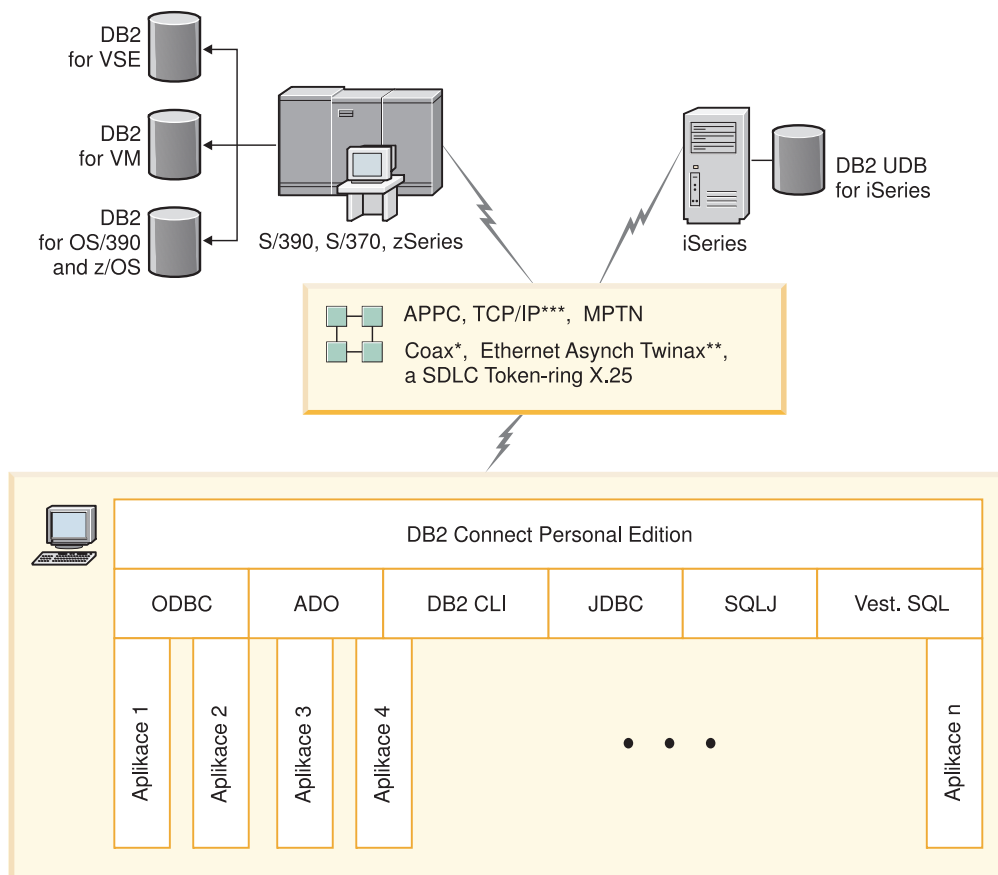 DB2
for VSE
DB2
for VM
DB2
for OS/390
and z/OS
S/390, S/370, zSeries
iSeries
DB2 UDB
for iSeries
APPC, TCP/IP***, MPTN
Coax*, Ethernet Asynch Twinax**,
a SDLC Token-ring X.25
DB2 Connect Personal Edition
ODBC
ADO
DB2 CLI
JDBC
SQLJ
Vest. SQL
Aplikace 1
Aplikace 2
Aplikace 3
Aplikace 4
• • •
Aplikace n